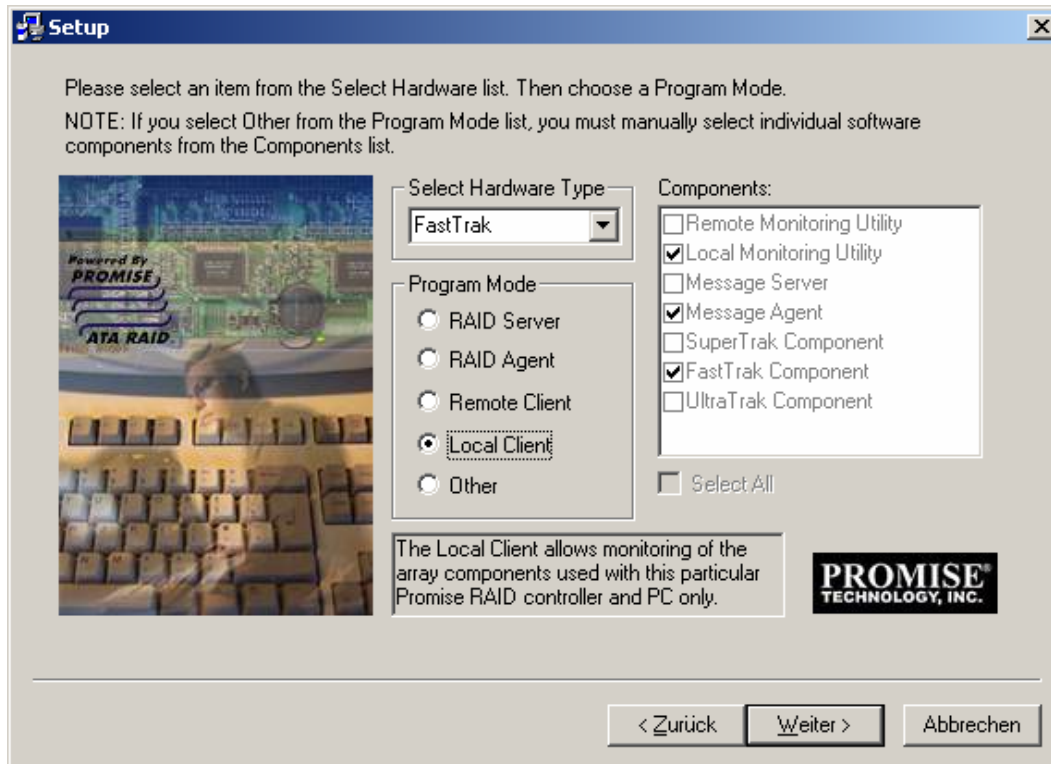 Setup
Please select an item from the Select Hardware list. Then choose a Program Mode.
NOTE: If you select Other from the Program Mode list, you must manually select individual software
components from the Components list.
Powered By
PROMISE
ATA RAID
Select Hardware Type
FastTrak
Program Mode
RAID Server
RAID Agent
Remote Client
Local Client
Other
Components:
Remote Monitoring Utility
Local Monitoring Utility
Message Server
Message Agent
SuperTrak Component
FastTrak Component
UltraTrak Component
Select All
The Local Client allows monitoring of the
array components used with this particular
Promise RAID controller and PC only.
PROMISE®
TECHNOLOGY, INC.
< Zurück
Weiter >
Abbrechen